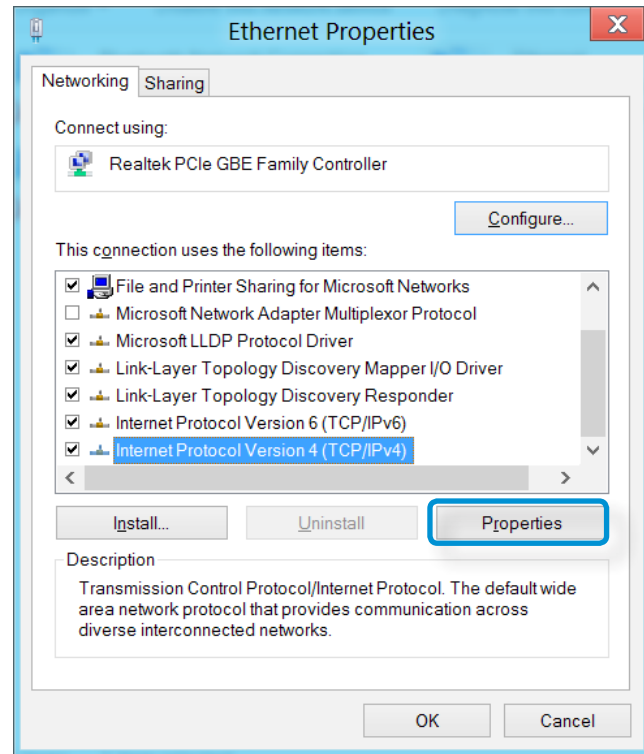 Ethernet Properties
X
Networking
Sharing
Connect using:
Realtek PCIe GBE Family Controller
Configure...
This connection uses the following items:
File and Printer Sharing for Microsoft Networks
Microsoft Network Adapter Multiplexor Protocol
Microsoft LLDP Protocol Driver
Link-Layer Topology Discovery Mapper I/O Driver
Link-Layer Topology Discovery Responder
Internet Protocol Version 6 (TCP/IPv6)
Internet Protocol Version 4 (TCP/IPv4)
Install...
Uninstall
Properties
Description
Transmission Control Protocol/Internet Protocol. The default wide
area network protocol that provides communication across
diverse interconnected networks.
OK
Cancel